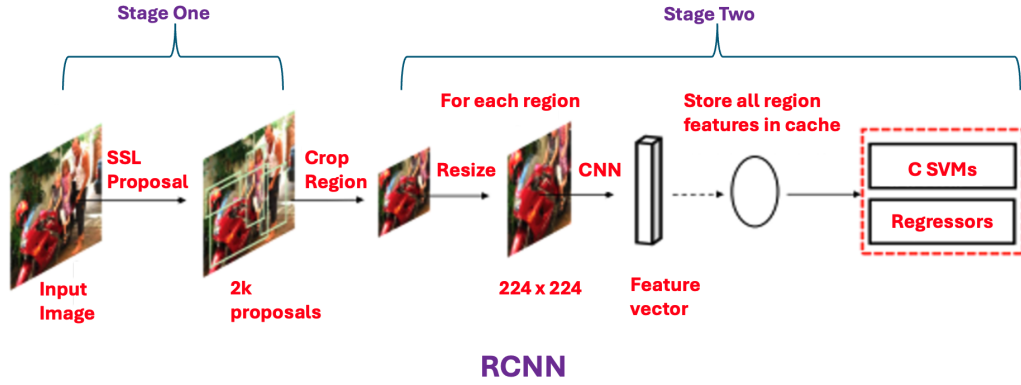 Stage One
Stage Two
For each region
Store all region
features in cache
SSL
Proposal
Crop
Region
Resize
CNN
C SVMs
Regressors
Input
Image
2k
proposals
224 x 224
Feature
vector
RCNN